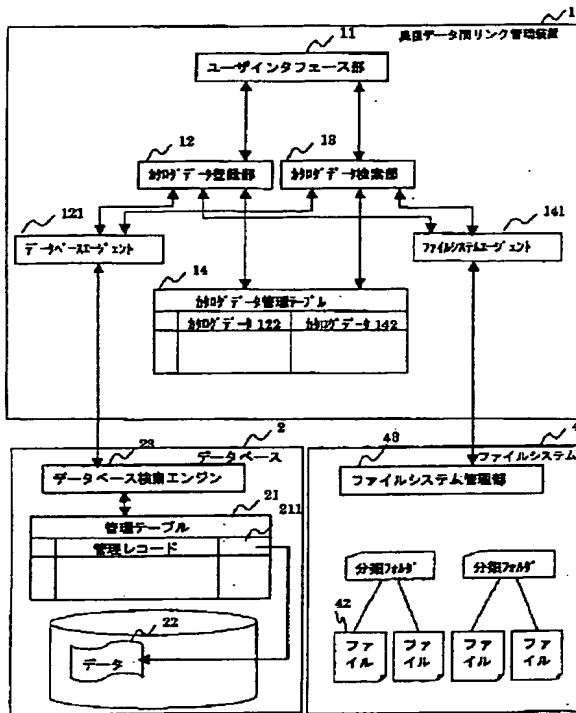 1
異種データ間リンク管理装置
11
ユーザインタフェース部
12
カタログデータ登録部
13
カタログデータ検索部
121
データベースエージェント
141
ファイルシステムエージェント
14
カタログデータ管理テーブル
カタログデータ 122
カタログデータ 142
2
データベース
23
データベース検索エンジン
21
管理テーブル
211
管理レコード
22
データ
4
ファイルシステム
43
ファイルシステム管理部
分類フォルダ
分類フォルダ
42
ファイル
ファイル
ファイル
ファイル